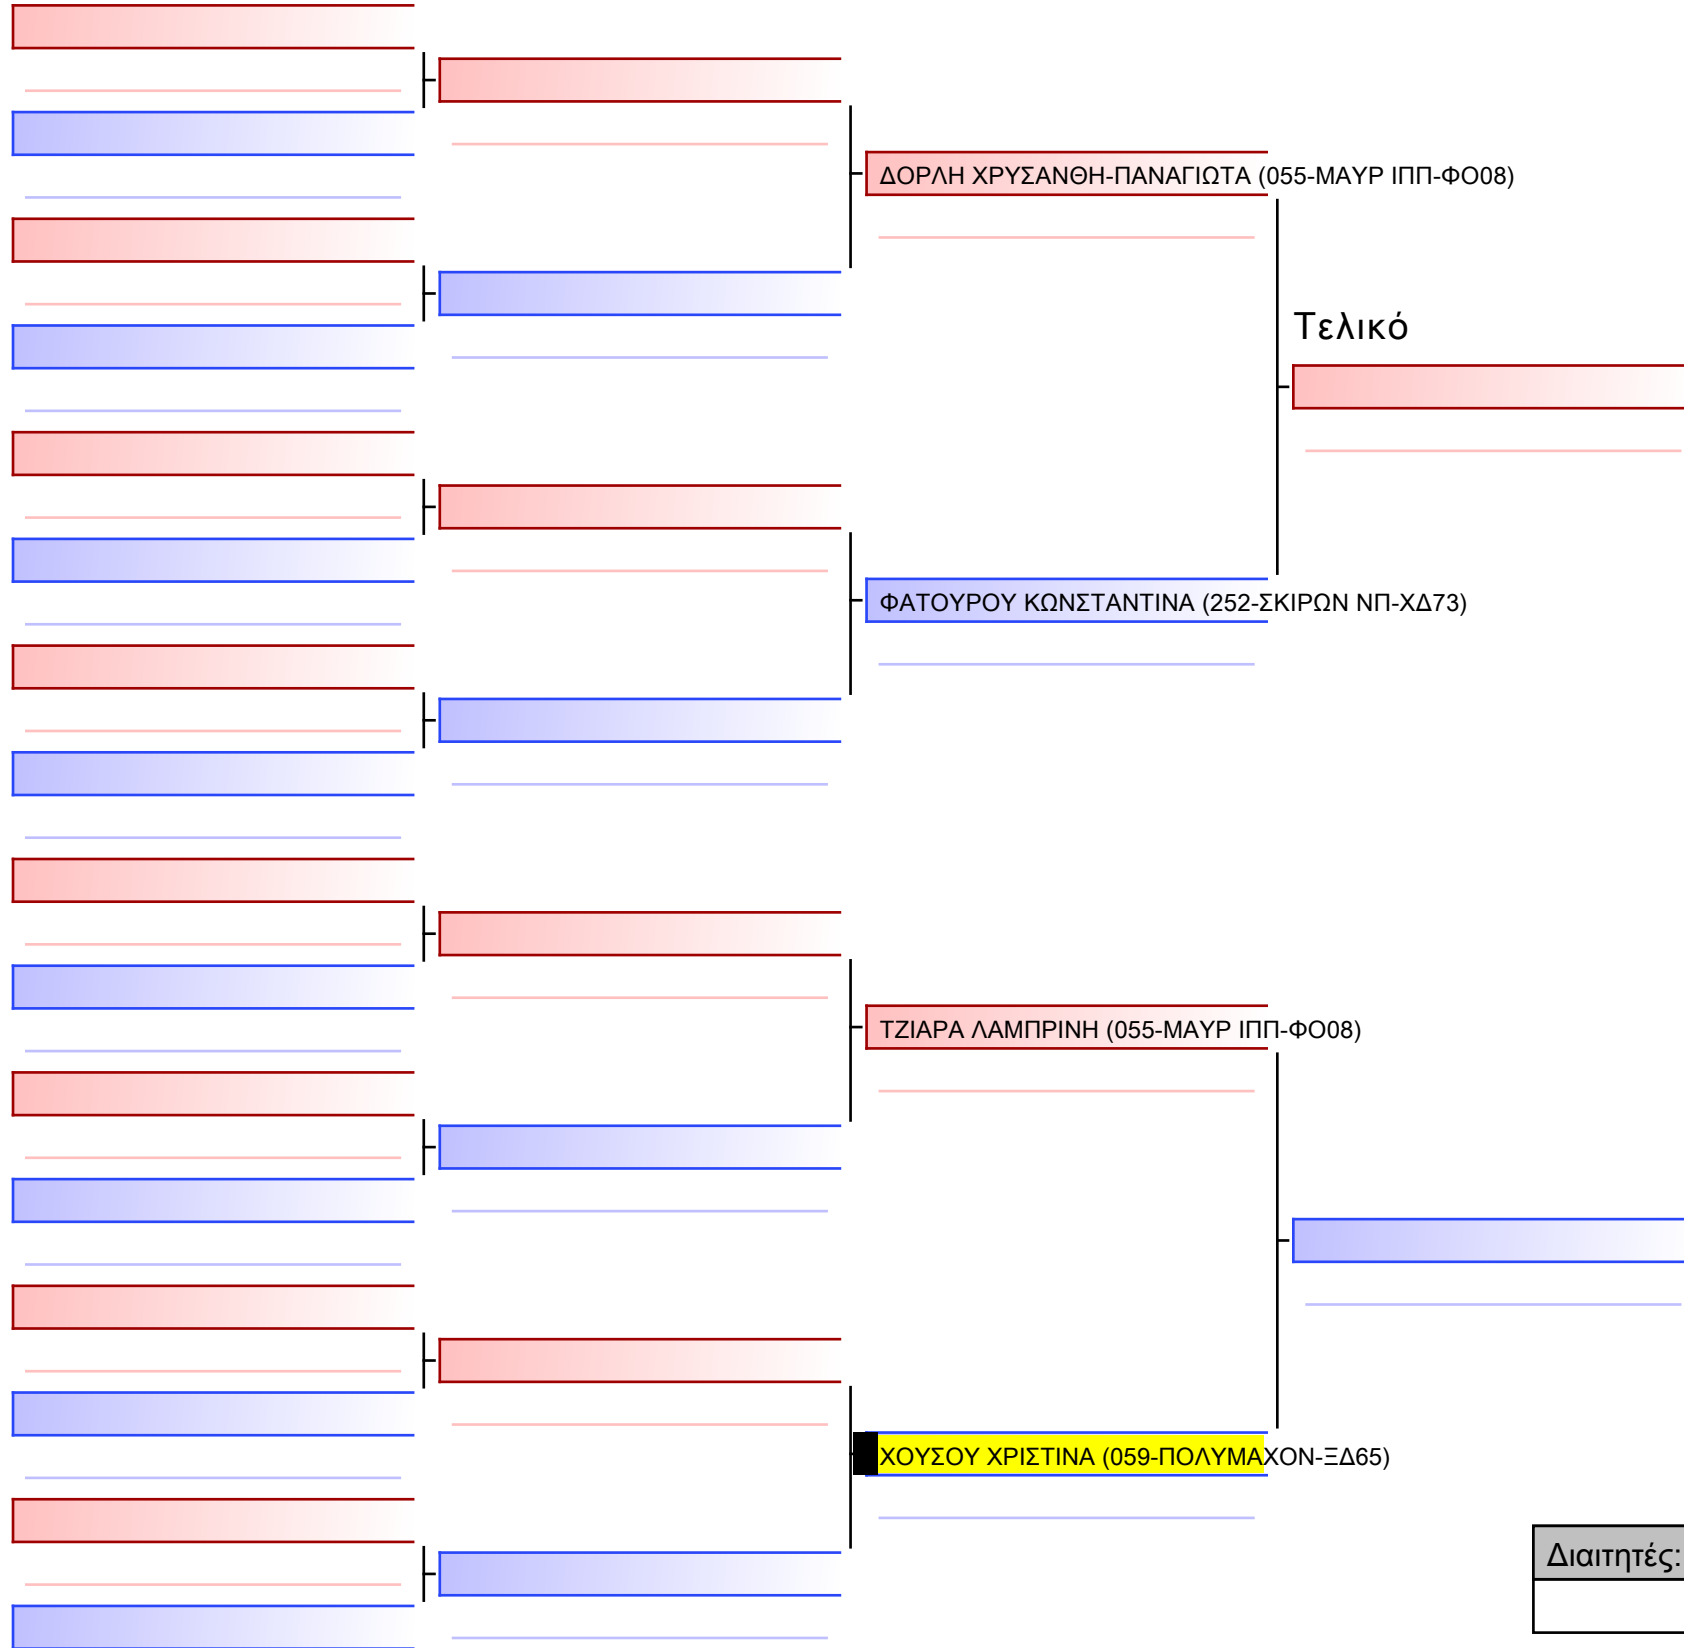 ΔΟΡΛΗ ΧΡΥΣΑΝΘΗ-ΠΑΝΑΓΙΩΤΑ (055-ΜΑΥΡ ΙΠΠ-ΦΟ08)
Τελικό
ΦΑΤΟΥΡΟΥ ΚΩΝΣΤΑΝΤΙΝΑ (252-ΣΚΙΡΩΝ ΝΠ-ΧΔ73)
ΤΖΙΑΡΑ ΛΑΜΠΡΙΝΗ (055-ΜΑΥΡ ΙΠΠ-ΦΟ08)
ΧΟΥΣΟΥ ΧΡΙΣΤΙΝΑ (059-ΠΟΛΥΜΑΧΟΝ-ΞΔ65)
Διαιτητές: